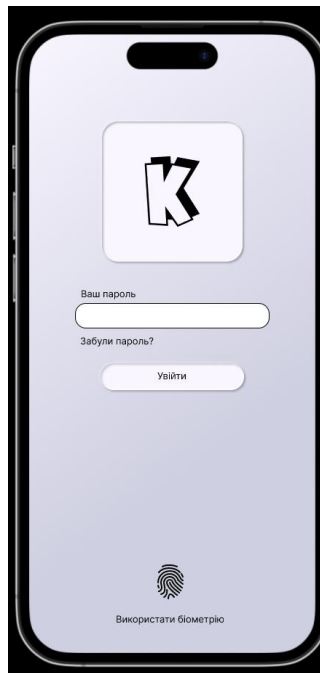 K
Ваш пароль
Забули пароль?
Увійти
Використати біометрію